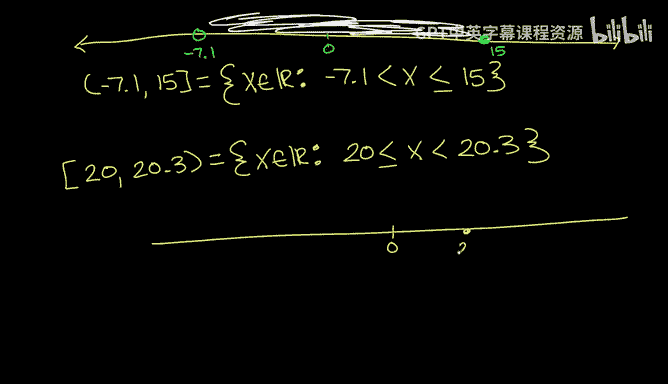 GPT中英字幕课程资源 bilibili
-7.1 0 15
(-7.1, 15] = {x∈ℝ: -7.1 < x ≤ 15}
[20, 20.3) = {x∈ℝ: 20 ≤ x < 20.3}
0